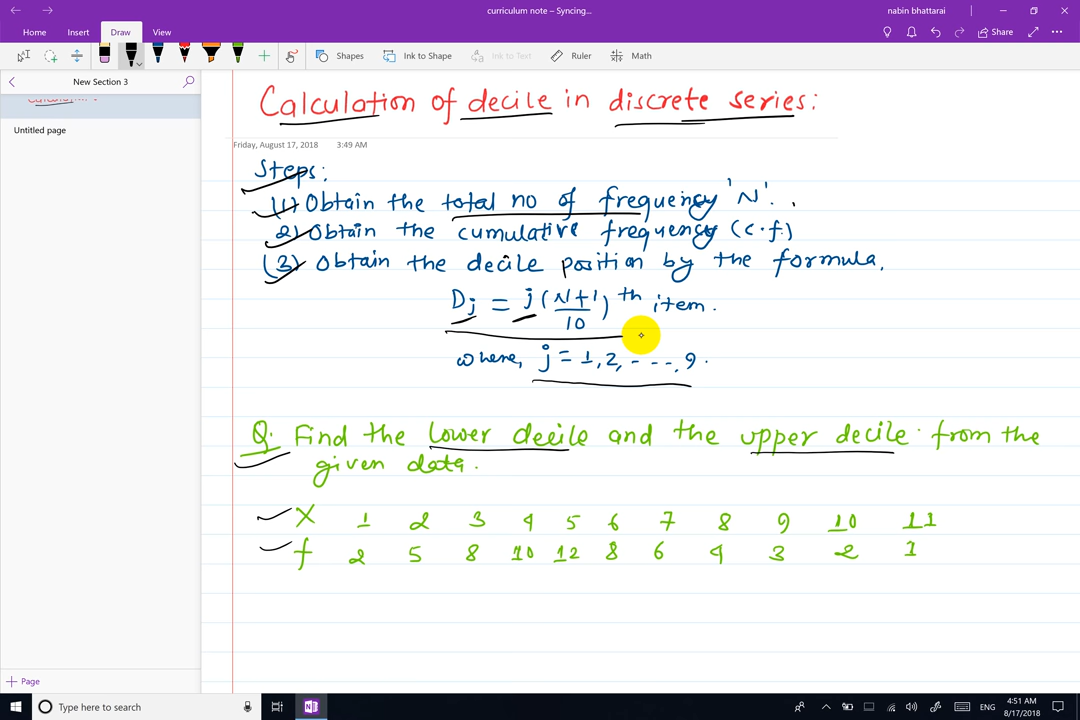 curriculum note – Syncing...
nabin bhattarai
Home Insert Draw View
Share
Shapes Ink to Shape Ink to Text Ruler Math
New Section 3
Untitled page
Calculation of decile in discrete series:
Friday, August 17, 2018 3:49 AM
Steps:
(1) Obtain the total no of frequency 'N'.
2) Obtain the cumulative frequency (c.f.)
(3) Obtain the decile position by the formula,
Dj = j(N+1/10)th item.
where, j = 1, 2, - - - ., 9.
Q. Find the lower decile and the upper decile from the
given data.
X 1 2 3 4 5 6 7 8 9 10 11
f 2 5 8 10 12 8 6 4 3 2 1
Page
Type here to search
ENG
4:51 AM
8/17/2018